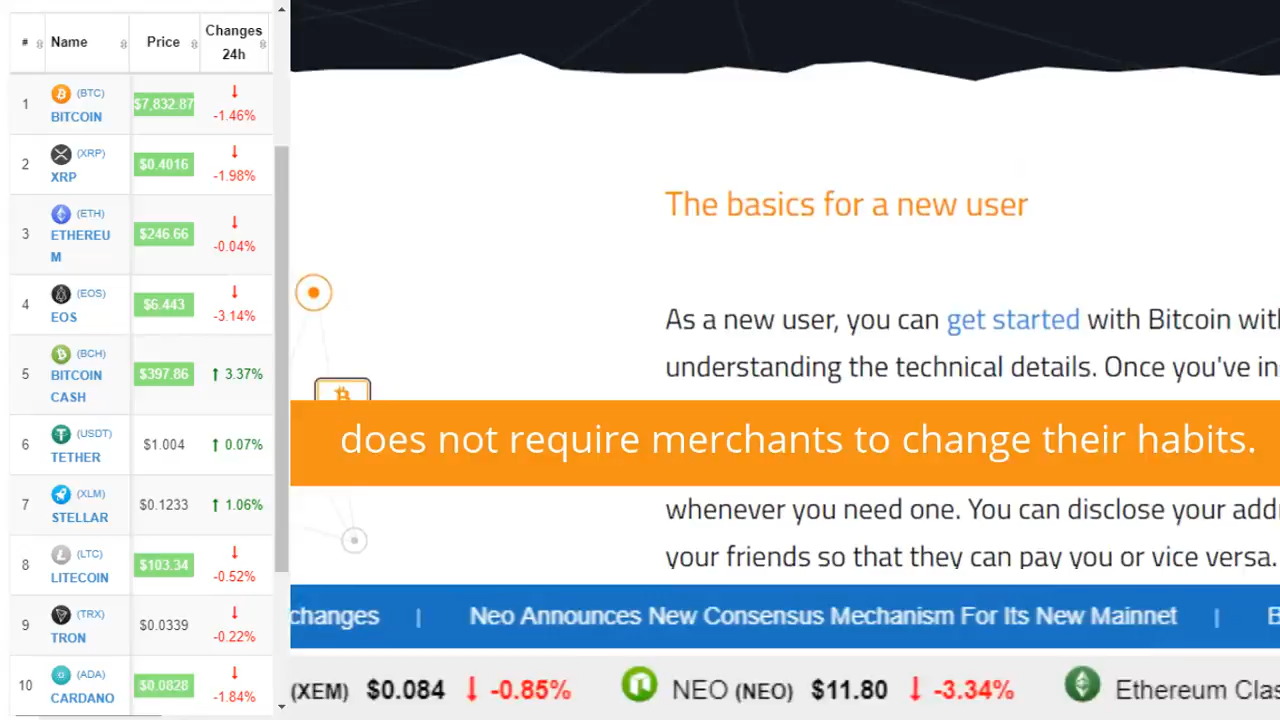 # Name Price Changes 24h
1 (BTC) BITCOIN $7,832.87 -1.46%
2 (XRP) XRP $0.4016 -1.98%
3 (ETH) ETHEREUM $246.66 -0.04%
4 (EOS) EOS $6.443 -3.14%
5 (BCH) BITCOIN CASH $397.86 3.37%
6 (USDT) TETHER $1.004 0.07%
7 (XLM) STELLAR $0.1233 1.06%
8 (LTC) LITECOIN $103.34 -0.52%
9 (TRX) TRON $0.0339 -0.22%
10 (ADA) CARDANO $0.0828 -1.84%
The basics for a new user
As a new user, you can get started with Bitcoin with
understanding the technical details. Once you've in
does not require merchants to change their habits.
whenever you need one. You can disclose your add
your friends so that they can pay you or vice versa.
changes | Neo Announces New Consensus Mechanism For Its New Mainnet | B
(XEM) $0.084 -0.85% NEO (NEO) $11.80 -3.34% Ethereum Clas